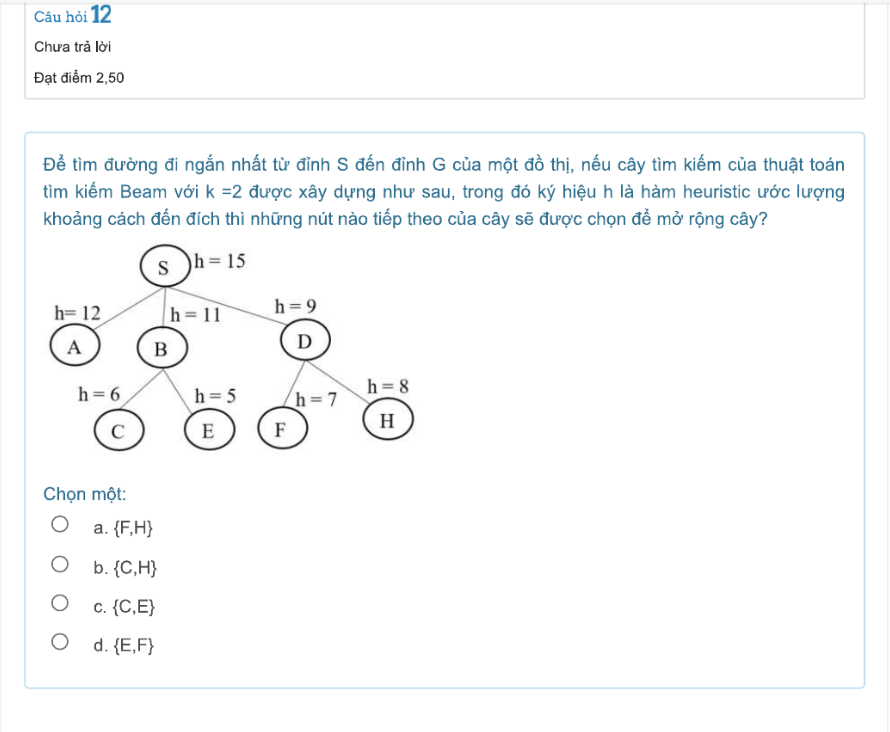 Câu hỏi 12
Chưa trả lời
Đạt điểm 2,50
Để tìm đường đi ngắn nhất từ đỉnh S đến đỉnh G của một đồ thị, nếu cây tìm kiếm của thuật toán
tìm kiếm Beam với k =2 được xây dựng như sau, trong đó ký hiệu h là hàm heuristic ước lượng
khoảng cách đến đích thì những nút nào tiếp theo của cây sẽ được chọn để mở rộng cây?
S h = 15
h= 12 h = 11 h = 9
A B D
h = 6 h = 5 h = 7 h = 8
C E F H
Chọn một:
a. {F,H}
b. {C,H}
c. {C,E}
d. {E,F}